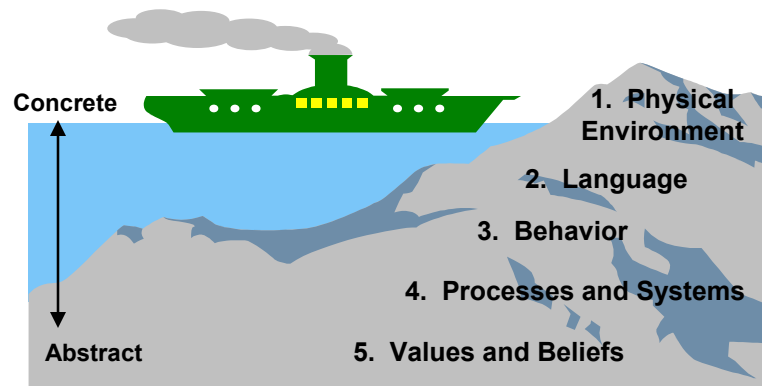 Concrete
1. Physical
Environment
2. Language
3. Behavior
4. Processes and Systems
Abstract
5. Values and Beliefs